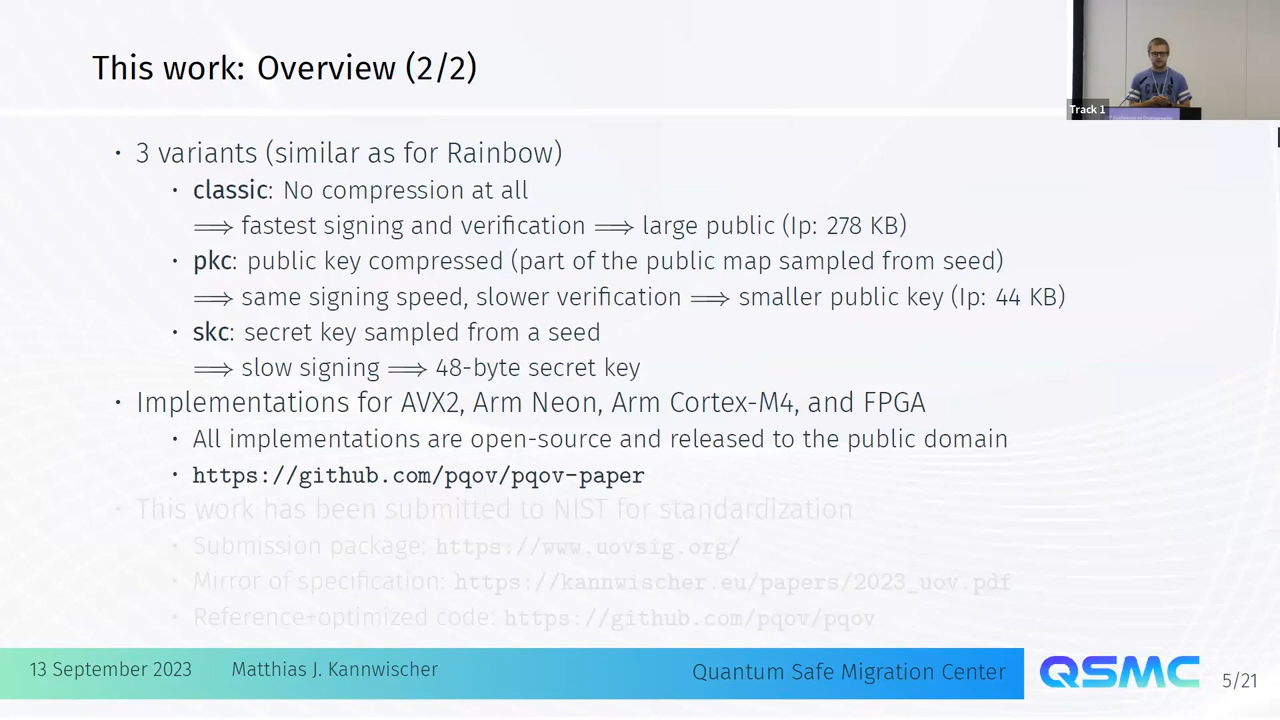 This work: Overview (2/2)
Track 1
· 3 variants (similar as for Rainbow)
· classic: No compression at all
⟹ fastest signing and verification ⟹ large public (Ip: 278 KB)
· pkc: public key compressed (part of the public map sampled from seed)
⟹ same signing speed, slower verification ⟹ smaller public key (Ip: 44 KB)
· skc: secret key sampled from a seed
⟹ slow signing ⟹ 48-byte secret key
· Implementations for AVX2, Arm Neon, Arm Cortex-M4, and FPGA
· All implementations are open-source and released to the public domain
· https://github.com/pqov/pqov-paper
· This work has been submitted to NIST for standardization
· Submission package: https://www.uovsig.org/
· Mirror of specification: https://kannwischer.eu/papers/2023_uov.pdf
· Reference+optimized code: https://github.com/pqov/pqov
13 September 2023 Matthias J. Kannwischer Quantum Safe Migration Center QSMC 5/21